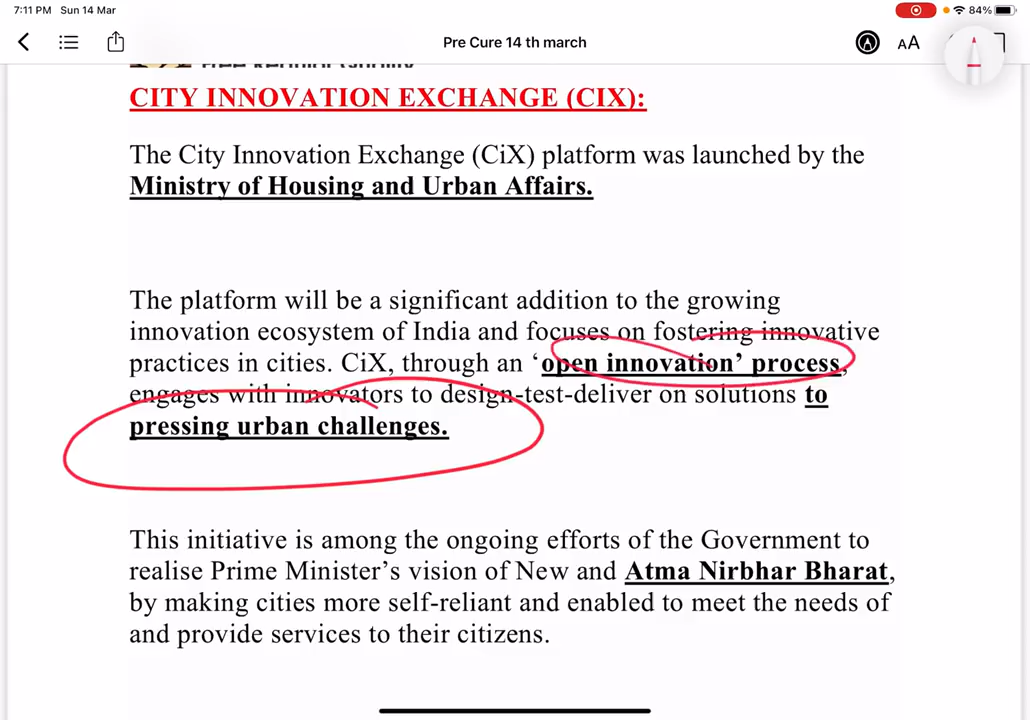 7:11 PM Sun 14 Mar
84%
Pre Cure 14 th march
AA
CITY INNOVATION EXCHANGE (CIX):
The City Innovation Exchange (CiX) platform was launched by the
Ministry of Housing and Urban Affairs.
The platform will be a significant addition to the growing
innovation ecosystem of India and focuses on fostering innovative
practices in cities. CiX, through an ‘open innovation’ process,
engages with innovators to design-test-deliver on solutions to
pressing urban challenges.
This initiative is among the ongoing efforts of the Government to
realise Prime Minister’s vision of New and Atma Nirbhar Bharat,
by making cities more self-reliant and enabled to meet the needs of
and provide services to their citizens.